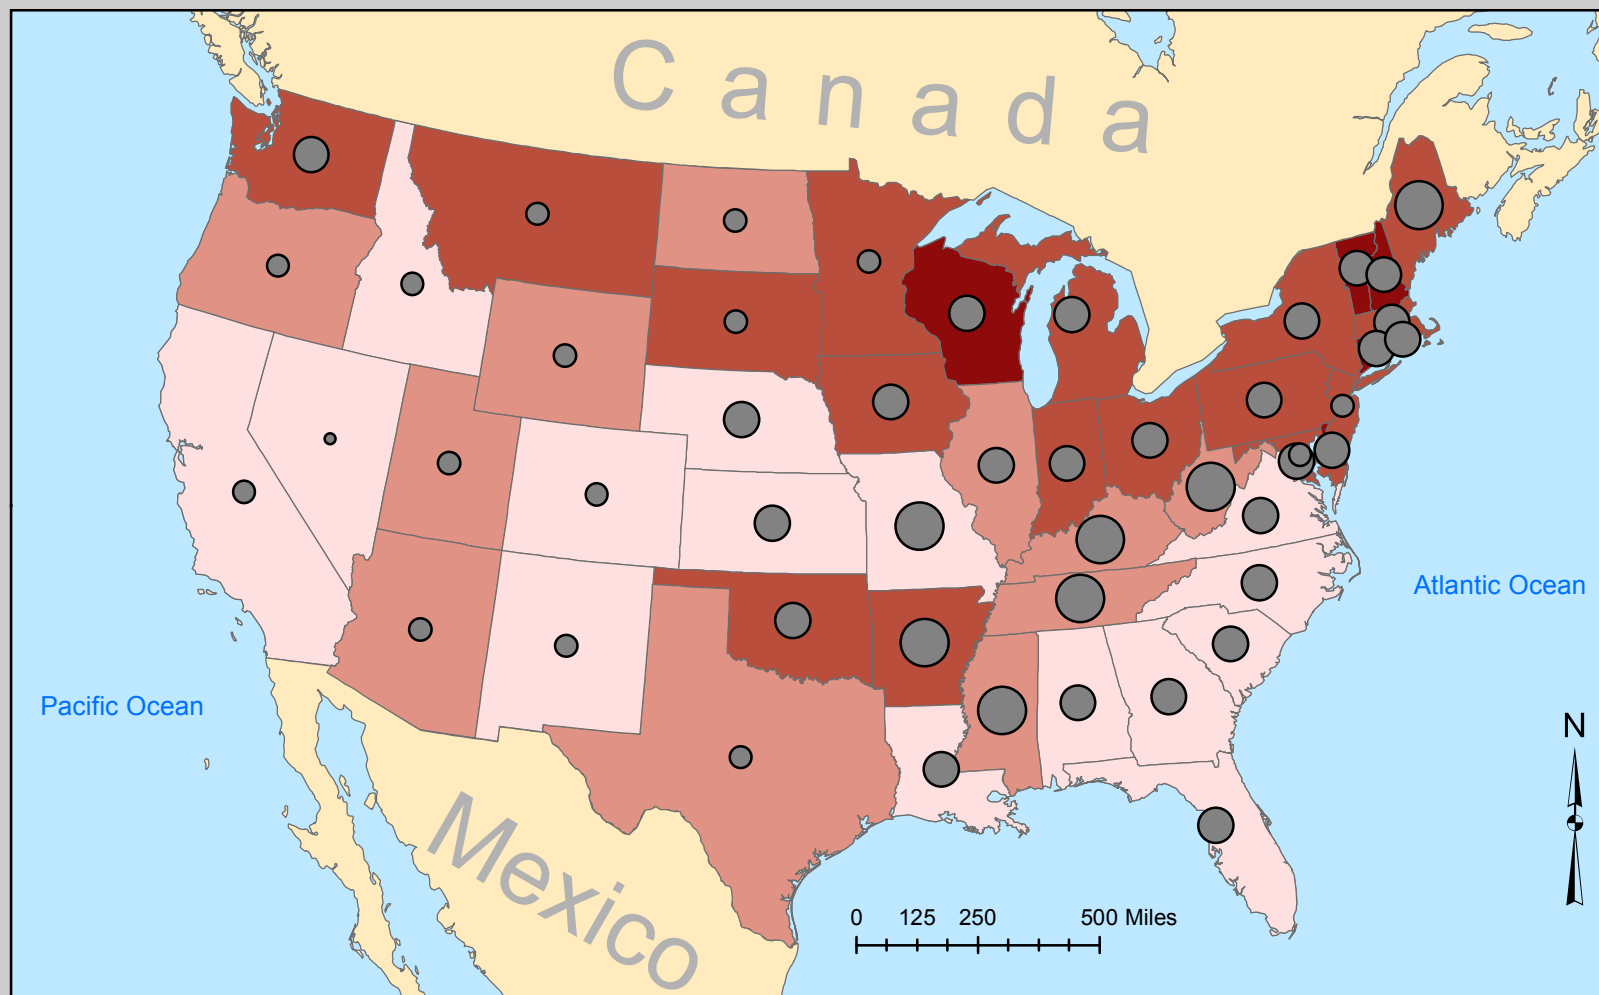 Canada
Atlantic Ocean
Pacific Ocean
N
Mexico
0 125 250 500 Miles